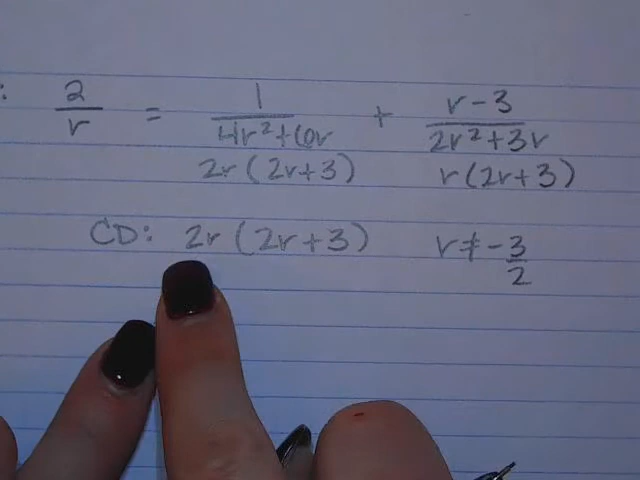 : 2/r = 1/(4r²+6r) + (r-3)/(2r²+3r)
2r(2r+3) r(2r+3)
CD: 2r(2r+3) r≠-3/2